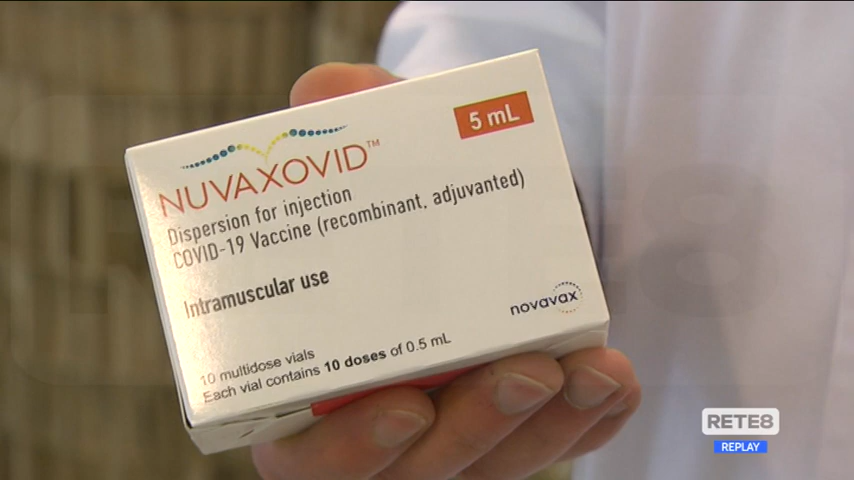 5 mL
NUVAXOVID™
Dispersion for injection
COVID-19 Vaccine (recombinant, adjuvanted)
Intramuscular use
novavax
10 multidose vials
Each vial contains 10 doses of 0.5 mL
RETE8
REPLAY